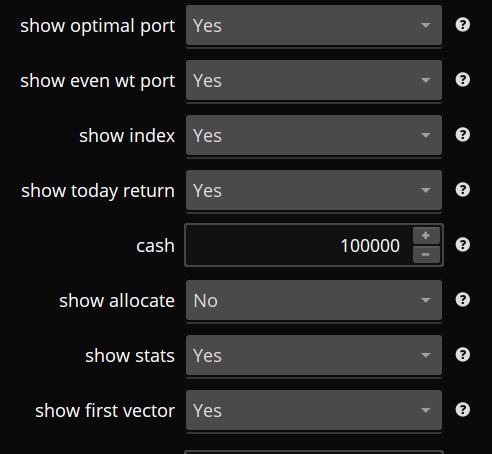 show optimal port Yes ?
show even wt port Yes ?
show index Yes ?
show today return Yes ?
cash 100000 + - ?
show allocate No ?
show stats Yes ?
show first vector Yes ?